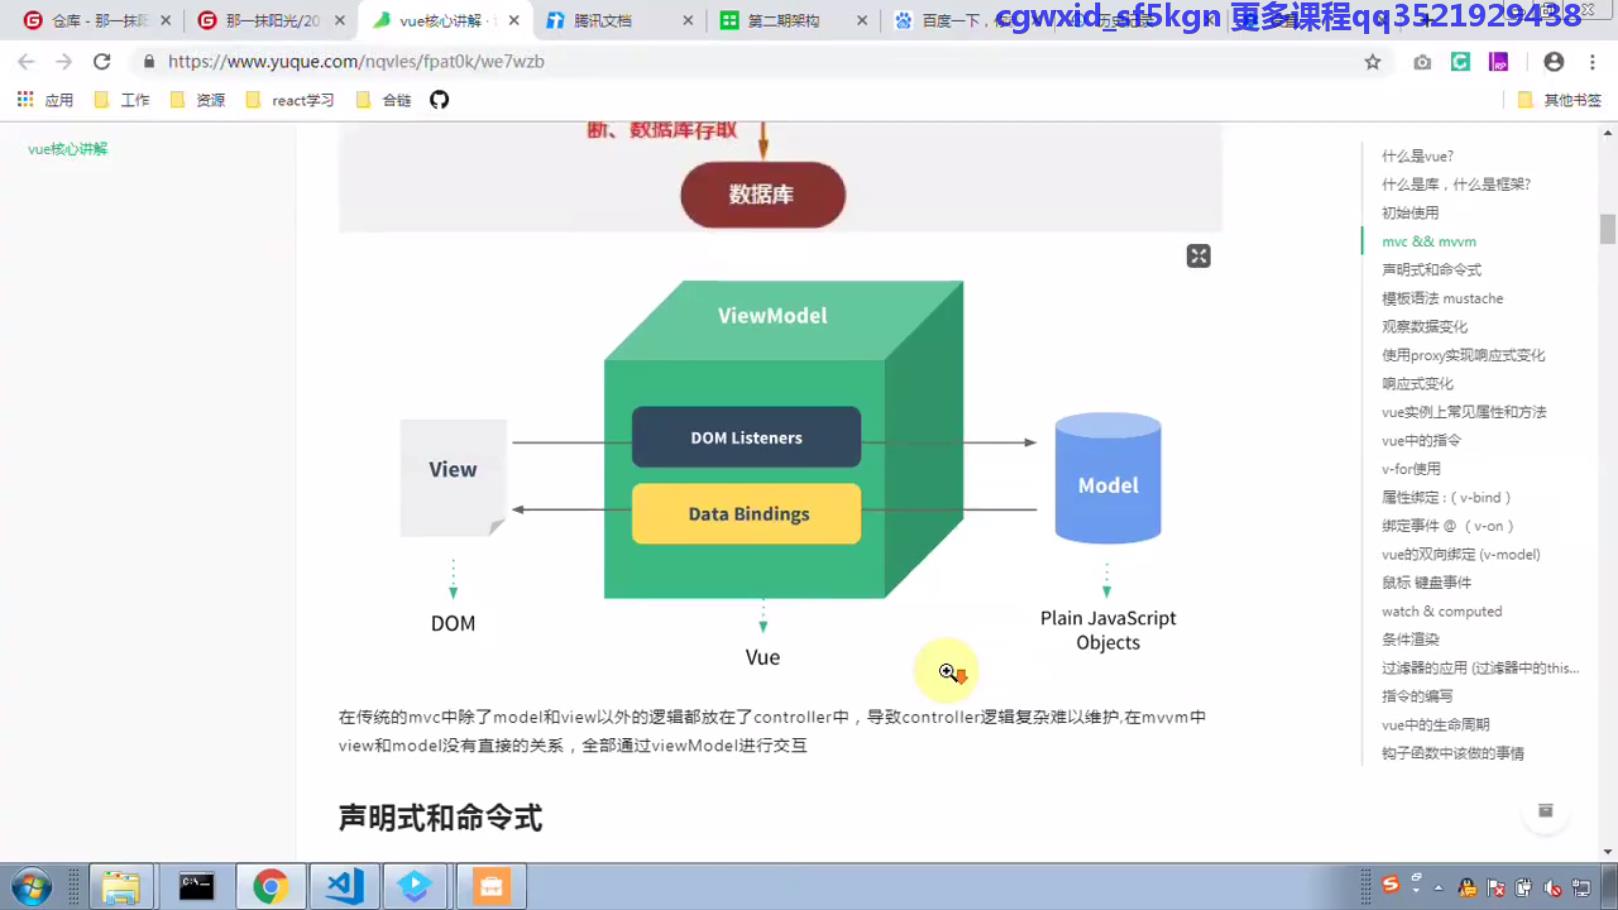 仓库 - 那一抹阳
那一抹阳光/20
vue核心讲解 ·
腾讯文档
第二期架构
百度一下，
cgwxid_sf5kgn 更多课程qq3521929438
https://www.yuque.com/nqvles/fpat0k/we7wzb
应用
工作
资源
react学习
合链
其他书签
vue核心讲解
断、数据库存取
数据库
ViewModel
DOM Listeners
View
Model
Data Bindings
DOM
Vue
Plain JavaScript
Objects
在传统的mvc中除了model和view以外的逻辑都放在了controller中，导致controller逻辑复杂难以维护,在mvvm中
view和model没有直接的关系，全部通过viewModel进行交互
声明式和命令式
什么是vue?
什么是库，什么是框架?
初始使用
mvc && mvvm
声明式和命令式
模板语法 mustache
观察数据变化
使用proxy实现响应式变化
响应式变化
vue实例上常见属性和方法
vue中的指令
v-for使用
属性绑定 :（ v-bind ）
绑定事件 @ （ v-on ）
vue的双向绑定 (v-model)
鼠标 键盘事件
watch & computed
条件渲染
过滤器的应用 (过滤器中的this...
指令的编写
vue中的生命周期
钩子函数中该做的事情